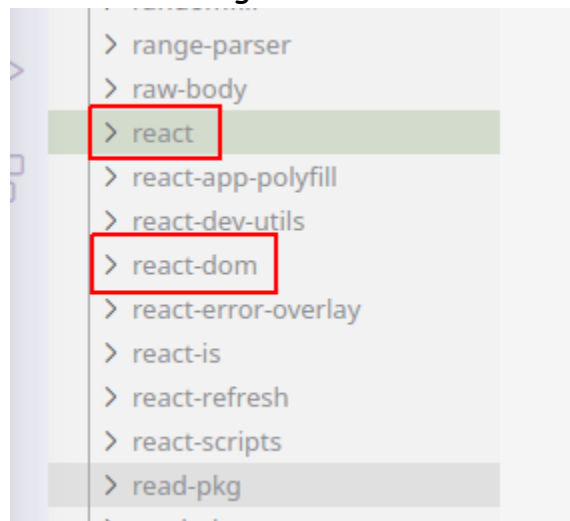 range-parser
raw-body
react
react-app-polyfill
react-dev-utils
react-dom
react-error-overlay
react-is
react-refresh
react-scripts
read-pkg